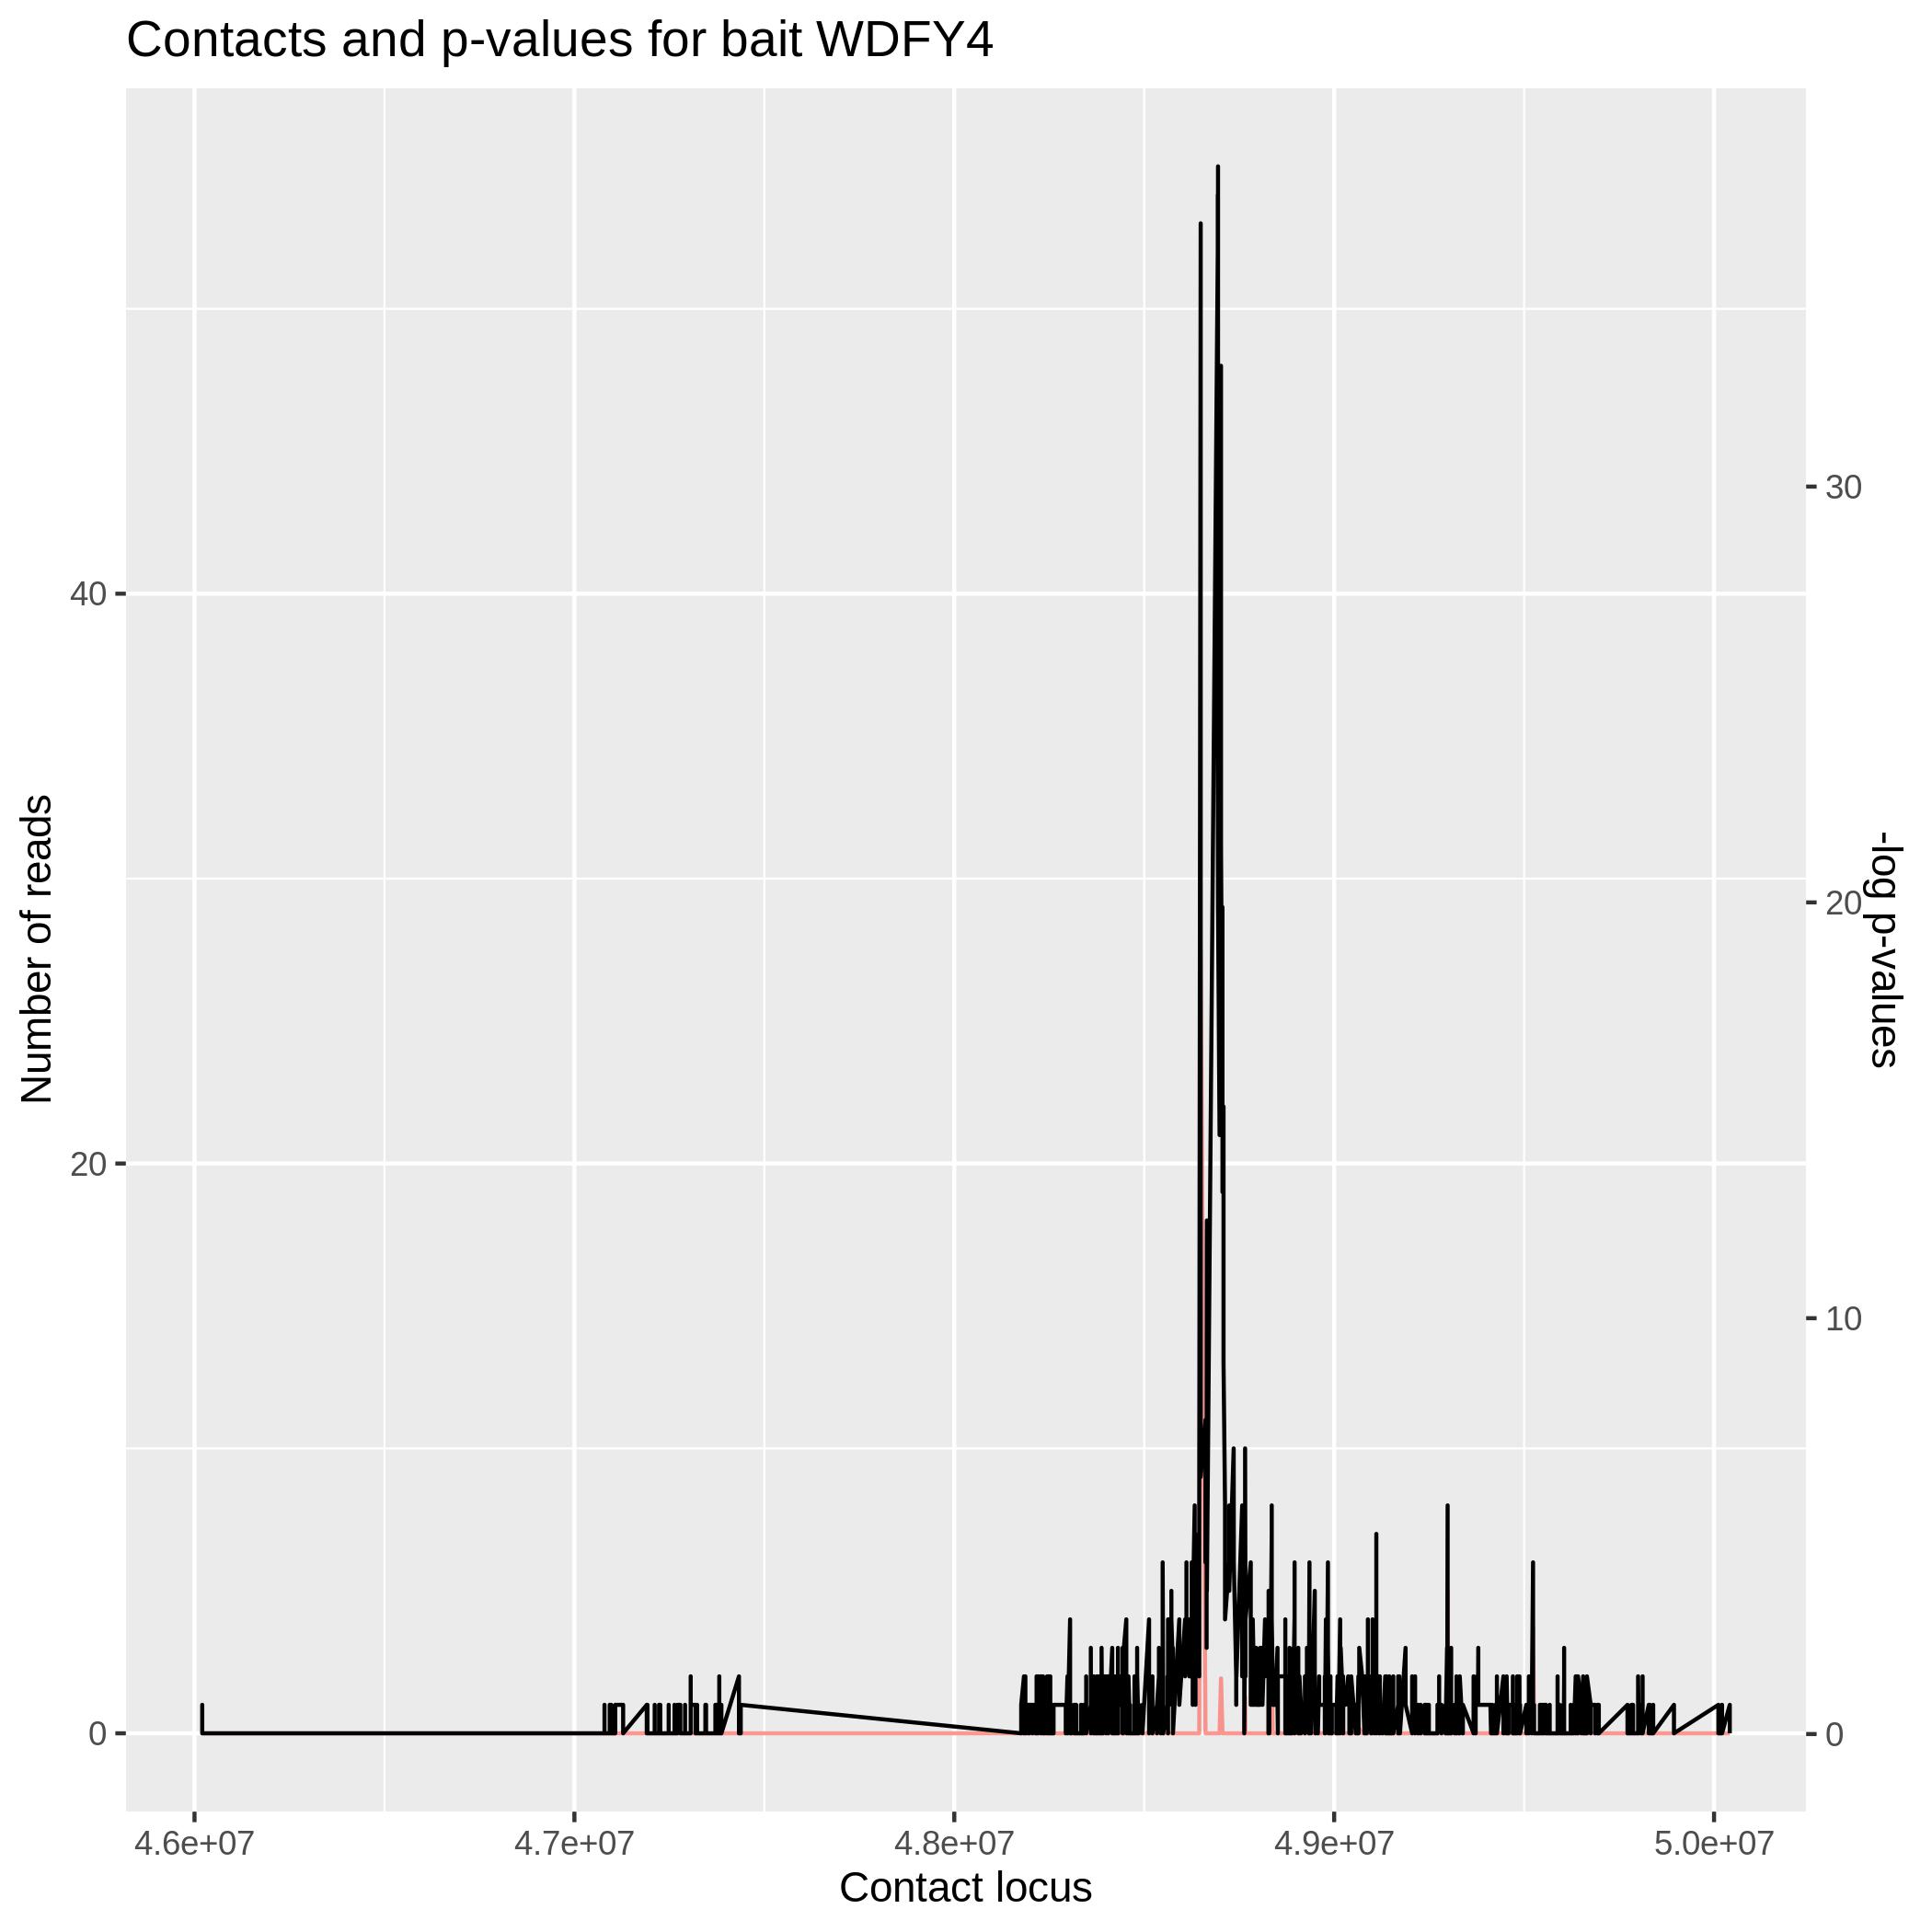 Contacts and p-values for bait WDFY4
Number of reads
40
20
0
30
20
10
0
-log p-values
4.6e+07
4.7e+07
4.8e+07
4.9e+07
5.0e+07
Contact locus